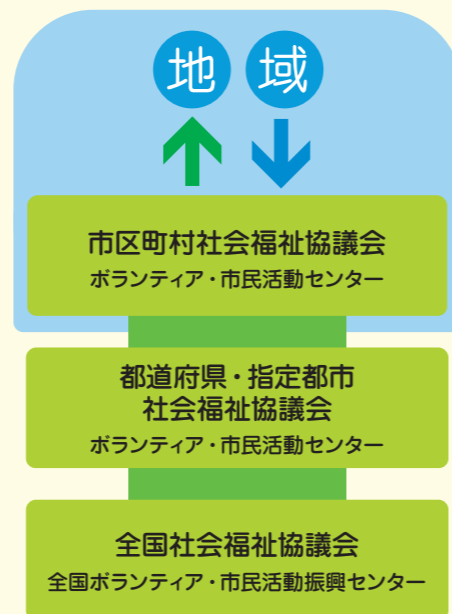 地域
市区町村社会福祉協議会
ボランティア・市民活動センター
都道府県・指定都市
社会福祉協議会
ボランティア・市民活動センター
全国社会福祉協議会
全国ボランティア・市民活動振興センター